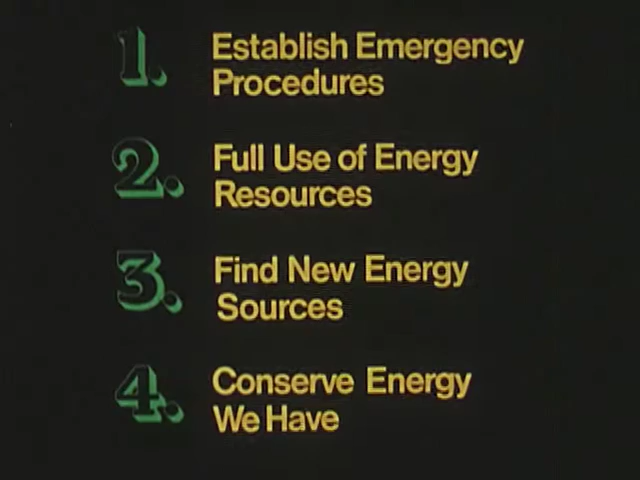 1. Establish Emergency
Procedures
2. Full Use of Energy
Resources
3. Find New Energy
Sources
4. Conserve Energy
We Have